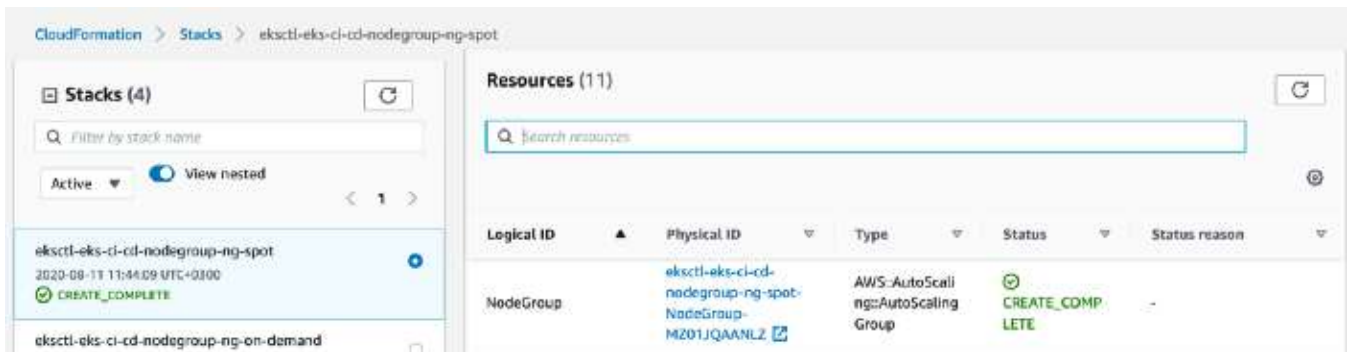 CloudFormation > Stacks > eksctl-eks-ci-cd-nodegroup-ng-spot
Stacks (4)
Filter by stack name
Active
View nested
< 1 >
eksctl-eks-ci-cd-nodegroup-ng-spot
2020-08-11 11:44:09 UTC+0300
CREATE_COMPLETE
eksctl-eks-ci-cd-nodegroup-ng-on-demand
Resources (11)
Search resources
Logical ID Physical ID Type Status Status reason
NodeGroup
eksctl-eks-ci-cd-
nodegroup-ng-spot-
NodeGroup-
MZ01JQAANLZ
AWS::AutoScali
ng::AutoScaling
Group
CREATE_COMP
LETE
-